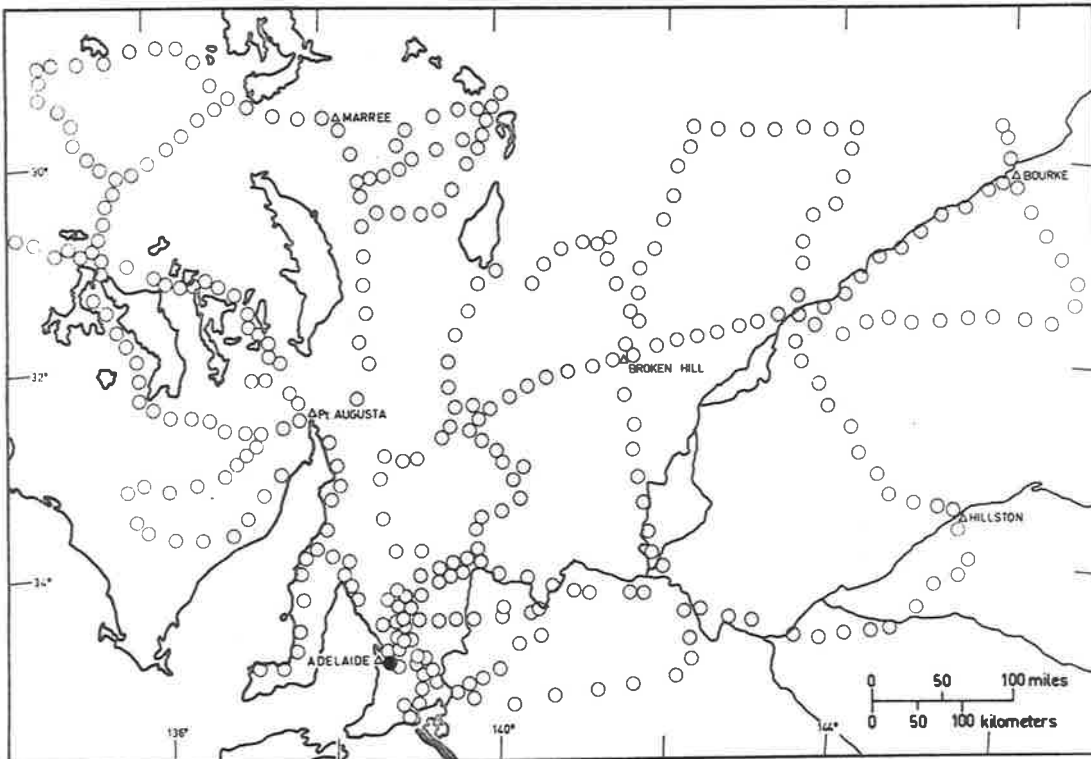 MARREE
30°
BOURKE
32°
BROKEN HILL
Pt. AUGUSTA
HILLSTON
34°
ADELAIDE
0 50 100 miles
0 50 100 kilometers
136°
140°
144°